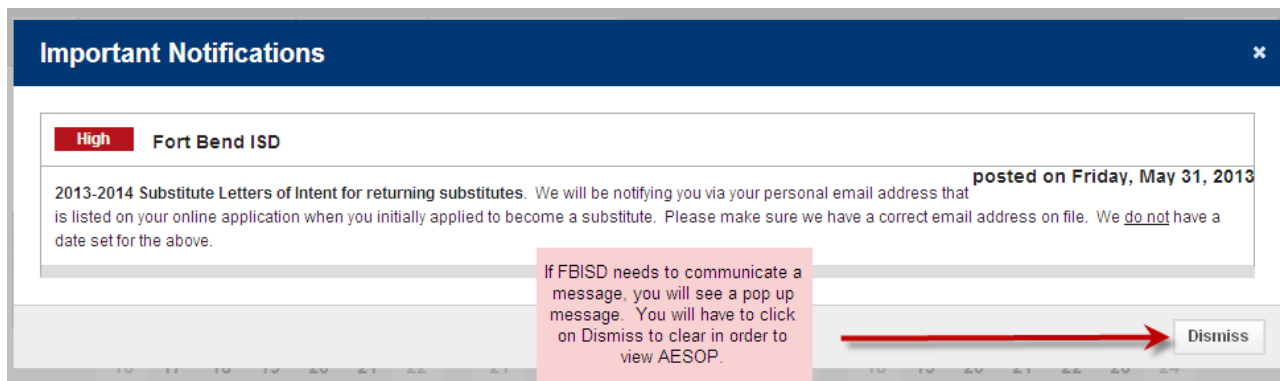 Important Notifications ×
High Fort Bend ISD
posted on Friday, May 31, 2013
2013-2014 Substitute Letters of Intent for returning substitutes. We will be notifying you via your personal email address that
is listed on your online application when you initially applied to become a substitute. Please make sure we have a correct email address on file. We do not have a
date set for the above.
If FBISD needs to communicate a
message, you will see a pop up
message. You will have to click
on Dismiss to clear in order to
view AESOP.
Dismiss